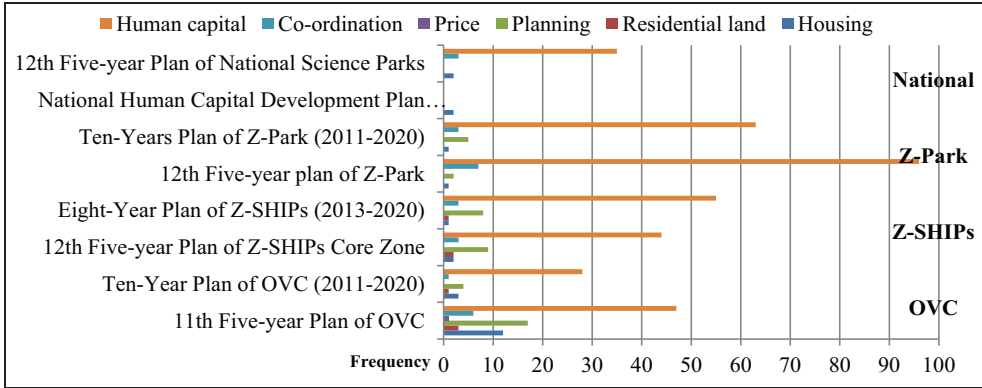 Human capital Co-ordination Price Planning Residential land Housing
12th Five-year Plan of National Science Parks
National
National Human Capital Development Plan…
Ten-Years Plan of Z-Park (2011-2020)
Z-Park
12th Five-year plan of Z-Park
Eight-Year Plan of Z-SHIPs (2013-2020)
Z-SHIPs
12th Five-year Plan of Z-SHIPs Core Zone
Ten-Year Plan of OVC (2011-2020)
OVC
11th Five-year Plan of OVC
Frequency 0 10 20 30 40 50 60 70 80 90 100